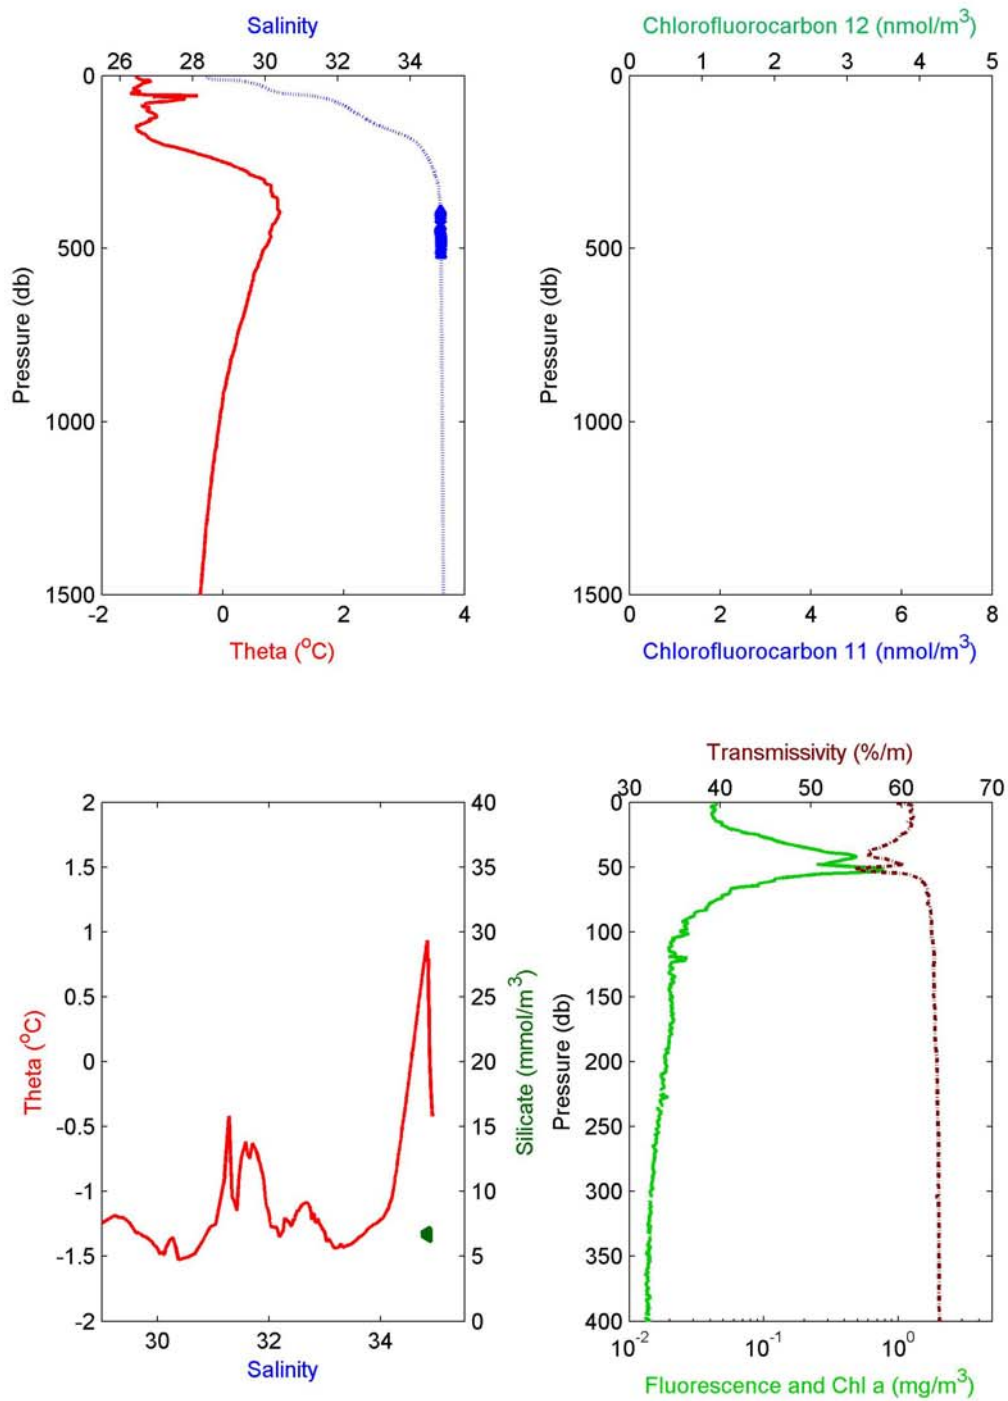 Salinity
26 28 30 32 34
0
500
1000
1500
Pressure (db)
-2 0 2 4
Theta (°C)
Chlorofluorocarbon 12 (nmol/m³)
0 1 2 3 4 5
0
500
1000
1500
Pressure (db)
0 2 4 6 8
Chlorofluorocarbon 11 (nmol/m³)
2
1.5
1
0.5
0
-0.5
-1
-1.5
-2
Theta (°C)
40
35
30
25
20
15
10
5
0
Silicate (mmol/m³)
30 32 34
Salinity
Transmissivity (%/m)
30 40 50 60 70
0
50
100
150
200
250
300
350
400
Pressure (db)
10⁻² 10⁻¹ 10⁰
Fluorescence and Chl a (mg/m³)